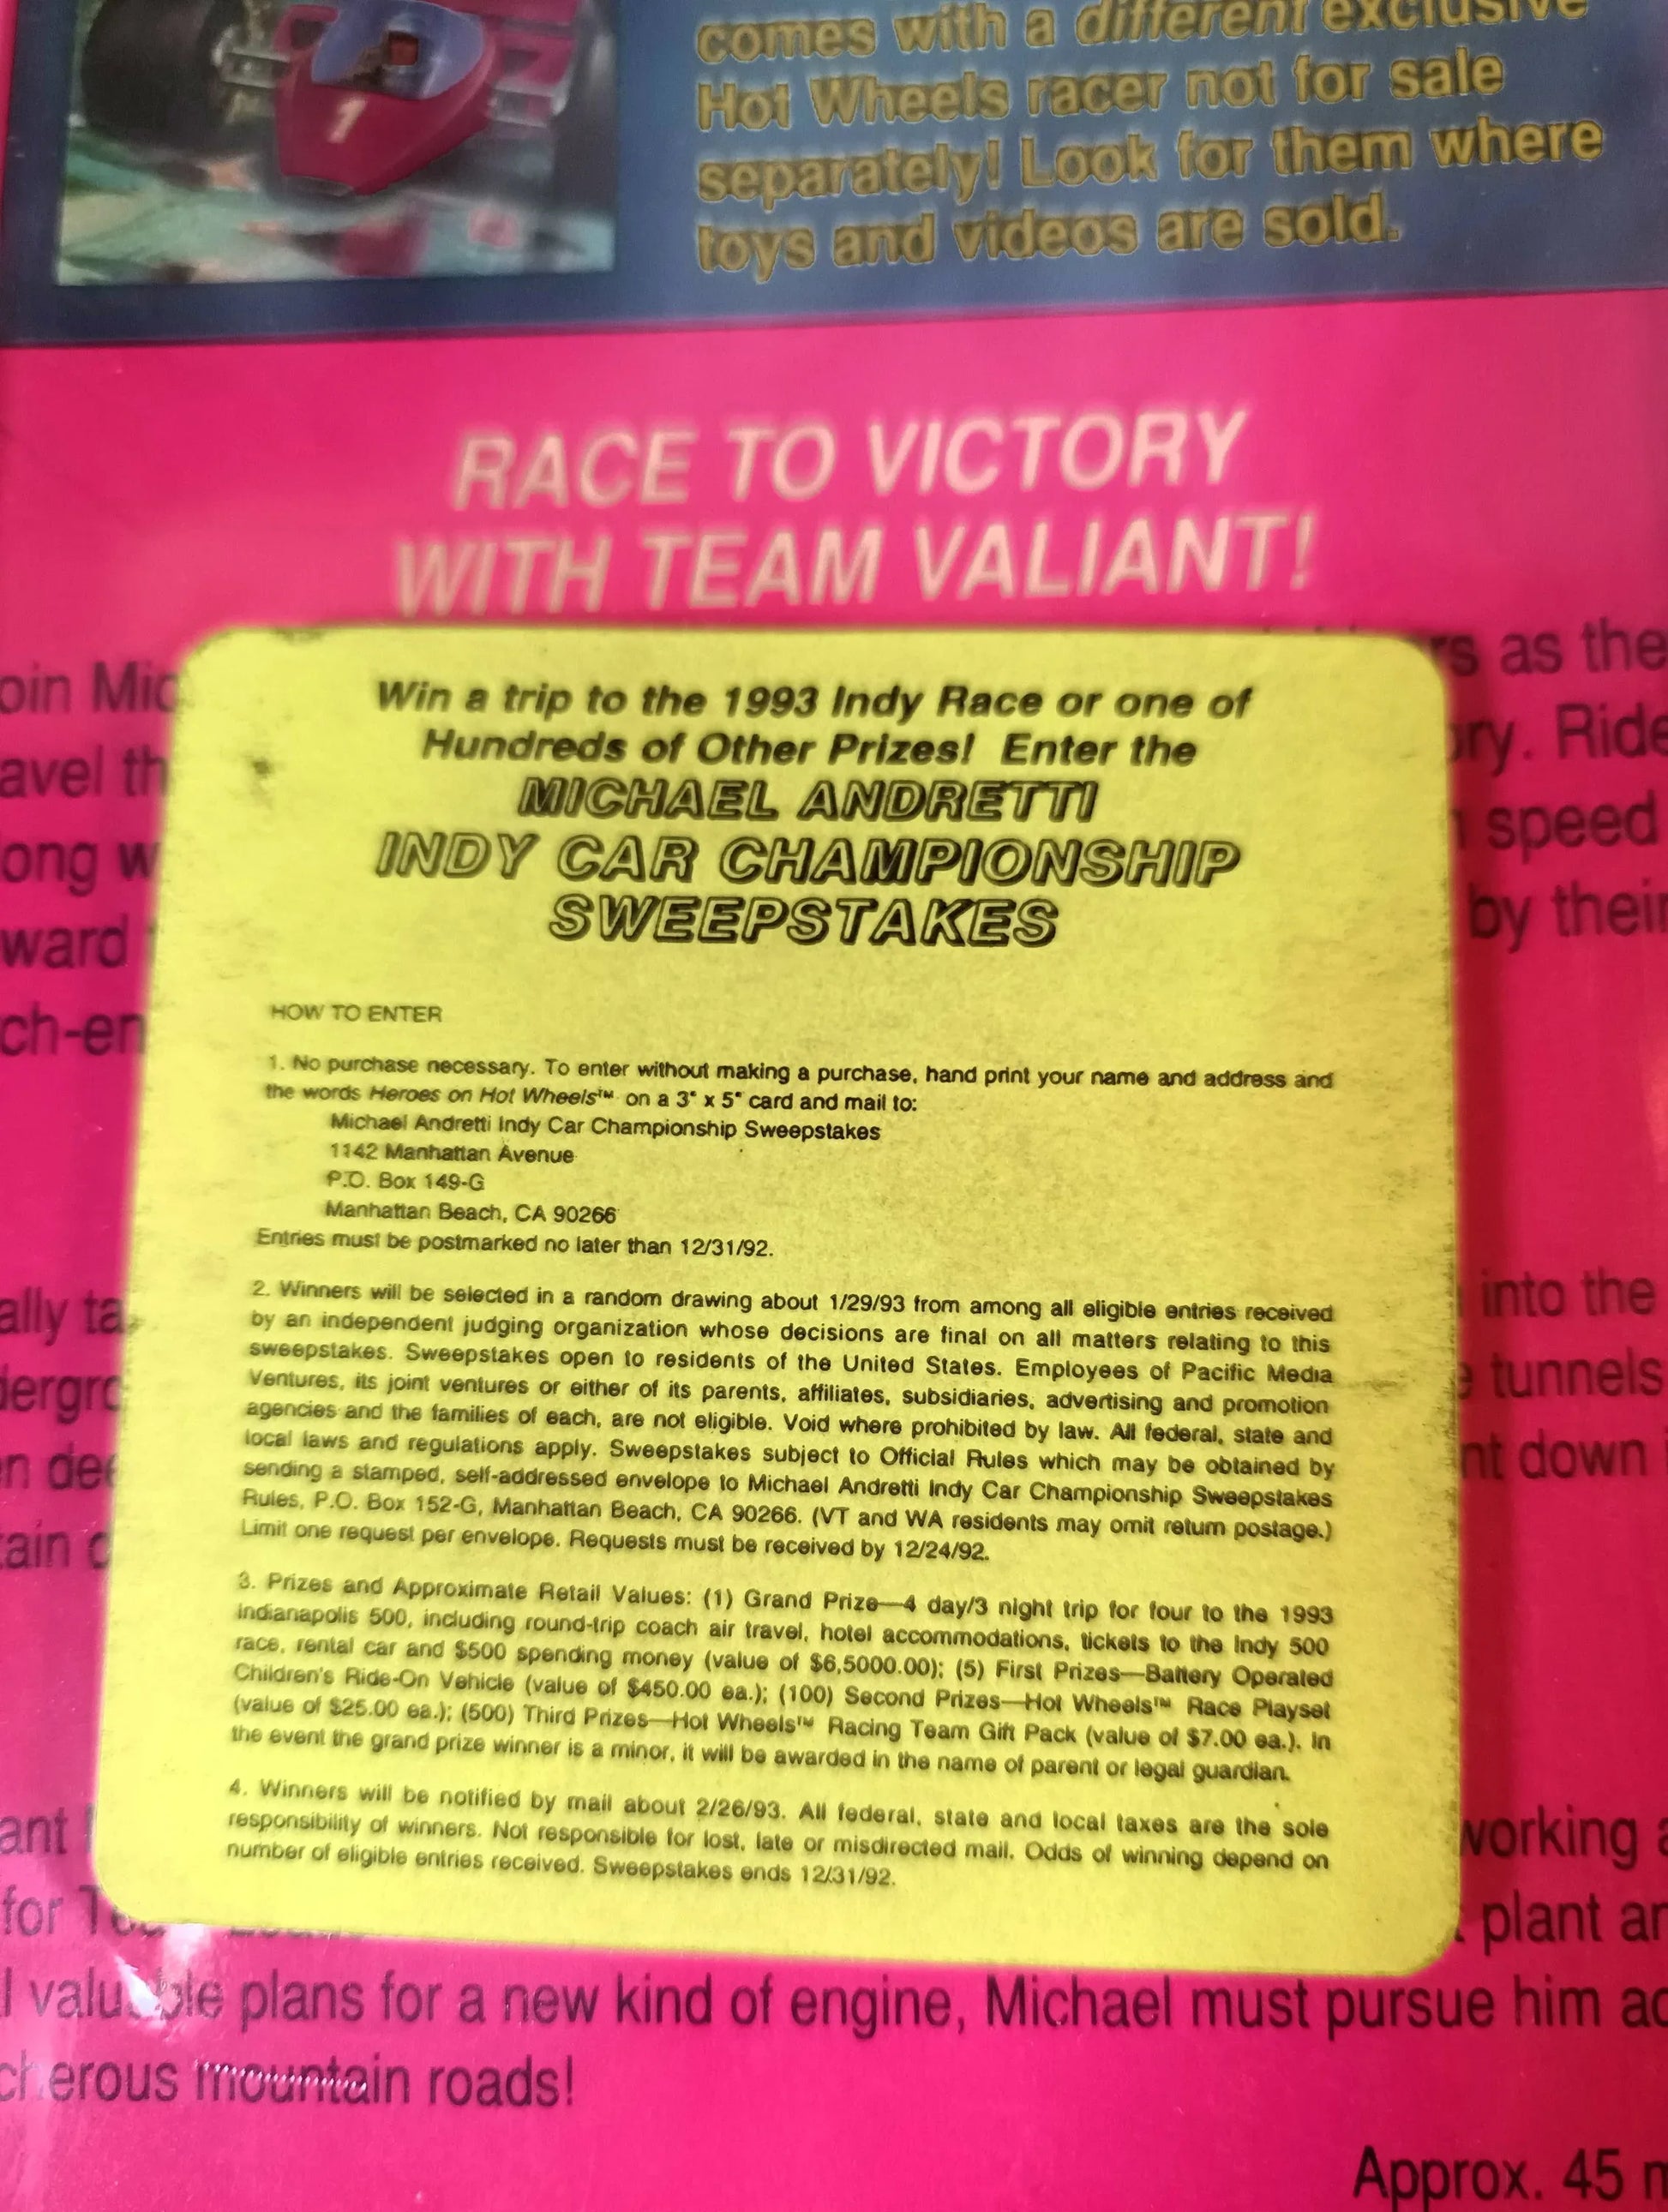 comes with a different exclusive
Hot Wheels racer not for sale
separately! Look for them where
toys and videos are sold.
1
RACE TO VICTORY
WITH TEAM VALIANT!
oin Mic
rs as the
avel th
ory. Ride
ong w
speed
ward
by their
ch-en
Win a trip to the 1993 Indy Race or one of
Hundreds of Other Prizes! Enter the
MICHAEL ANDRETTI
INDY CAR CHAMPIONSHIP
SWEEPSTAKES
HOW TO ENTER
1. No purchase necessary. To enter without making a purchase, hand print your name and address and
the words Heroes on Hot Wheels™ on a 3" x 5" card and mail to:
Michael Andretti Indy Car Championship Sweepstakes
1142 Manhattan Avenue
P.O. Box 149-G
Manhattan Beach, CA 90266
Entries must be postmarked no later than 12/31/92.
2. Winners will be selected in a random drawing about 1/29/93 from among all eligible entries received
by an independent judging organization whose decisions are final on all matters relating to this
sweepstakes. Sweepstakes open to residents of the United States. Employees of Pacific Media
Ventures, its joint ventures or either of its parents, affiliates, subsidiaries, advertising and promotion
agencies and the families of each, are not eligible. Void where prohibited by law. All federal, state and
local laws and regulations apply. Sweepstakes subject to Official Rules which may be obtained by
sending a stamped, self-addressed envelope to Michael Andretti Indy Car Championship Sweepstakes
Rules, P.O. Box 152-G, Manhattan Beach, CA 90266. (VT and WA residents may omit return postage.)
Limit one request per envelope. Requests must be received by 12/24/92.
3. Prizes and Approximate Retail Values: (1) Grand Prize—4 day/3 night trip for four to the 1993
Indianapolis 500, including round-trip coach air travel, hotel accommodations, tickets to the Indy 500
race, rental car and $500 spending money (value of $6,5000.00); (5) First Prizes—Battery Operated
Children's Ride-On Vehicle (value of $450.00 ea.); (100) Second Prizes—Hot Wheels™ Race Playset
(value of $25.00 ea.); (500) Third Prizes—Hot Wheels™ Racing Team Gift Pack (value of $7.00 ea.). In
the event the grand prize winner is a minor, it will be awarded in the name of parent or legal guardian.
4. Winners will be notified by mail about 2/26/93. All federal, state and local taxes are the sole
responsibility of winners. Not responsible for lost, late or misdirected mail. Odds of winning depend on
number of eligible entries received. Sweepstakes ends 12/31/92.
ally ta
into the
dergro
tunnels
n dee
nt down
tain
ant
working a
for
plant an
l valuable plans for a new kind of engine, Michael must pursue him ac
cherous mountain roads!
Approx. 45 m